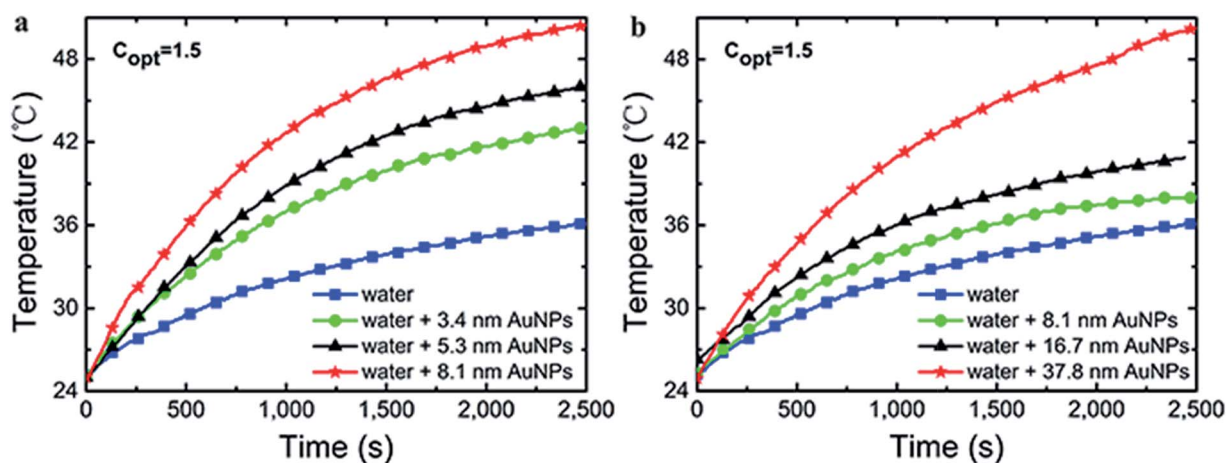 a
C_opt=1.5
Temperature (℃)
48
42
36
30
24
water
water + 3.4 nm AuNPs
water + 5.3 nm AuNPs
water + 8.1 nm AuNPs
0
500
1,000
1,500
2,000
2,500
Time (s)
b
C_opt=1.5
Temperature (℃)
48
42
36
30
24
water
water + 8.1 nm AuNPs
water + 16.7 nm AuNPs
water + 37.8 nm AuNPs
0
500
1,000
1,500
2,000
2,500
Time (s)